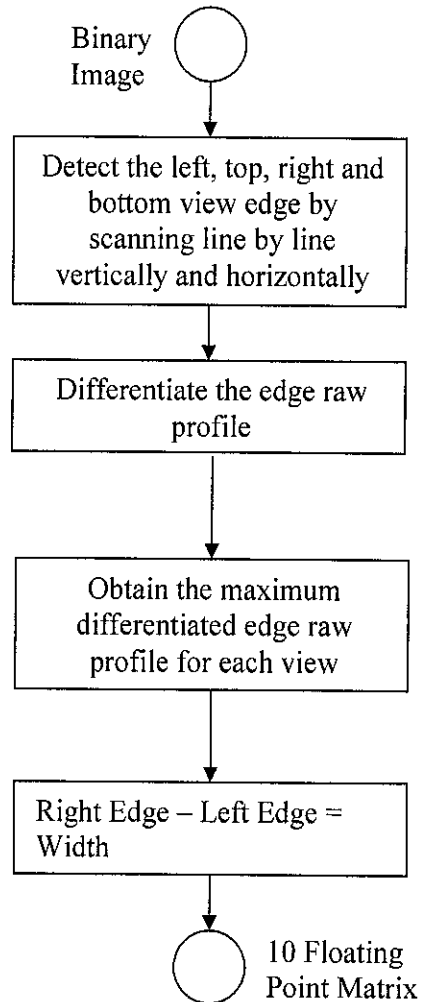 Binary
Image
Detect the left, top, right and
bottom view edge by
scanning line by line
vertically and horizontally
Differentiate the edge raw
profile
Obtain the maximum
differentiated edge raw
profile for each view
Right Edge – Left Edge =
Width
10 Floating
Point Matrix